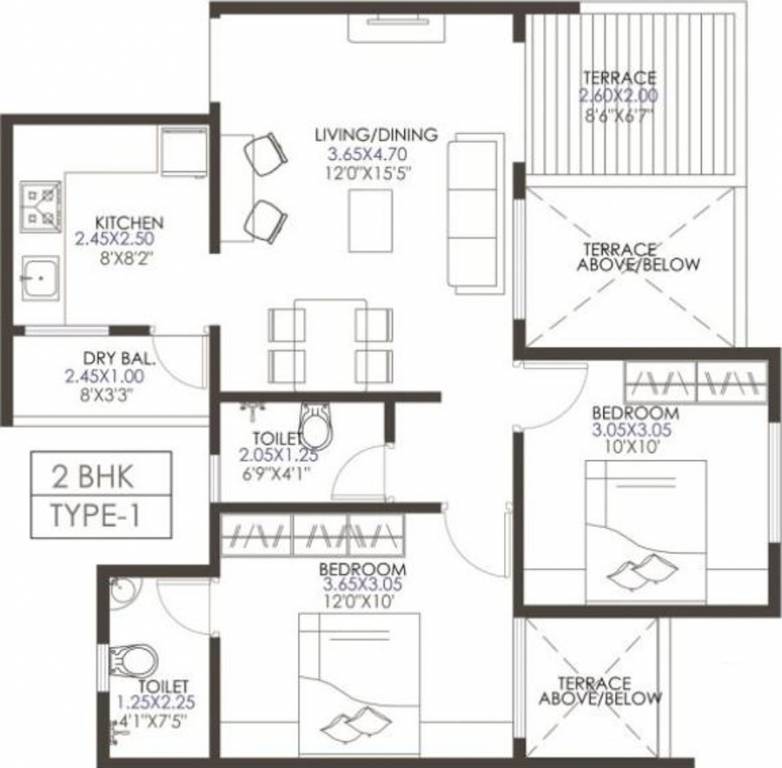 TERRACE
2.60X2.00
8'6"X6'7"
LIVING/DINING
3.65X4.70
12'0"X15'5"
KITCHEN
2.45X2.50
8'X8'2"
TERRACE
ABOVE/BELOW
DRY BAL.
2.45X1.00
8'X3'3"
BEDROOM
3.05X3.05
10'X10'
TOILET
2.05X1.25
6'9"X4'1"
2 BHK
TYPE-1
BEDROOM
3.65X3.05
12'0"X10'
TOILET
1.25X2.25
4'1"X7'5"
TERRACE
ABOVE/BELOW